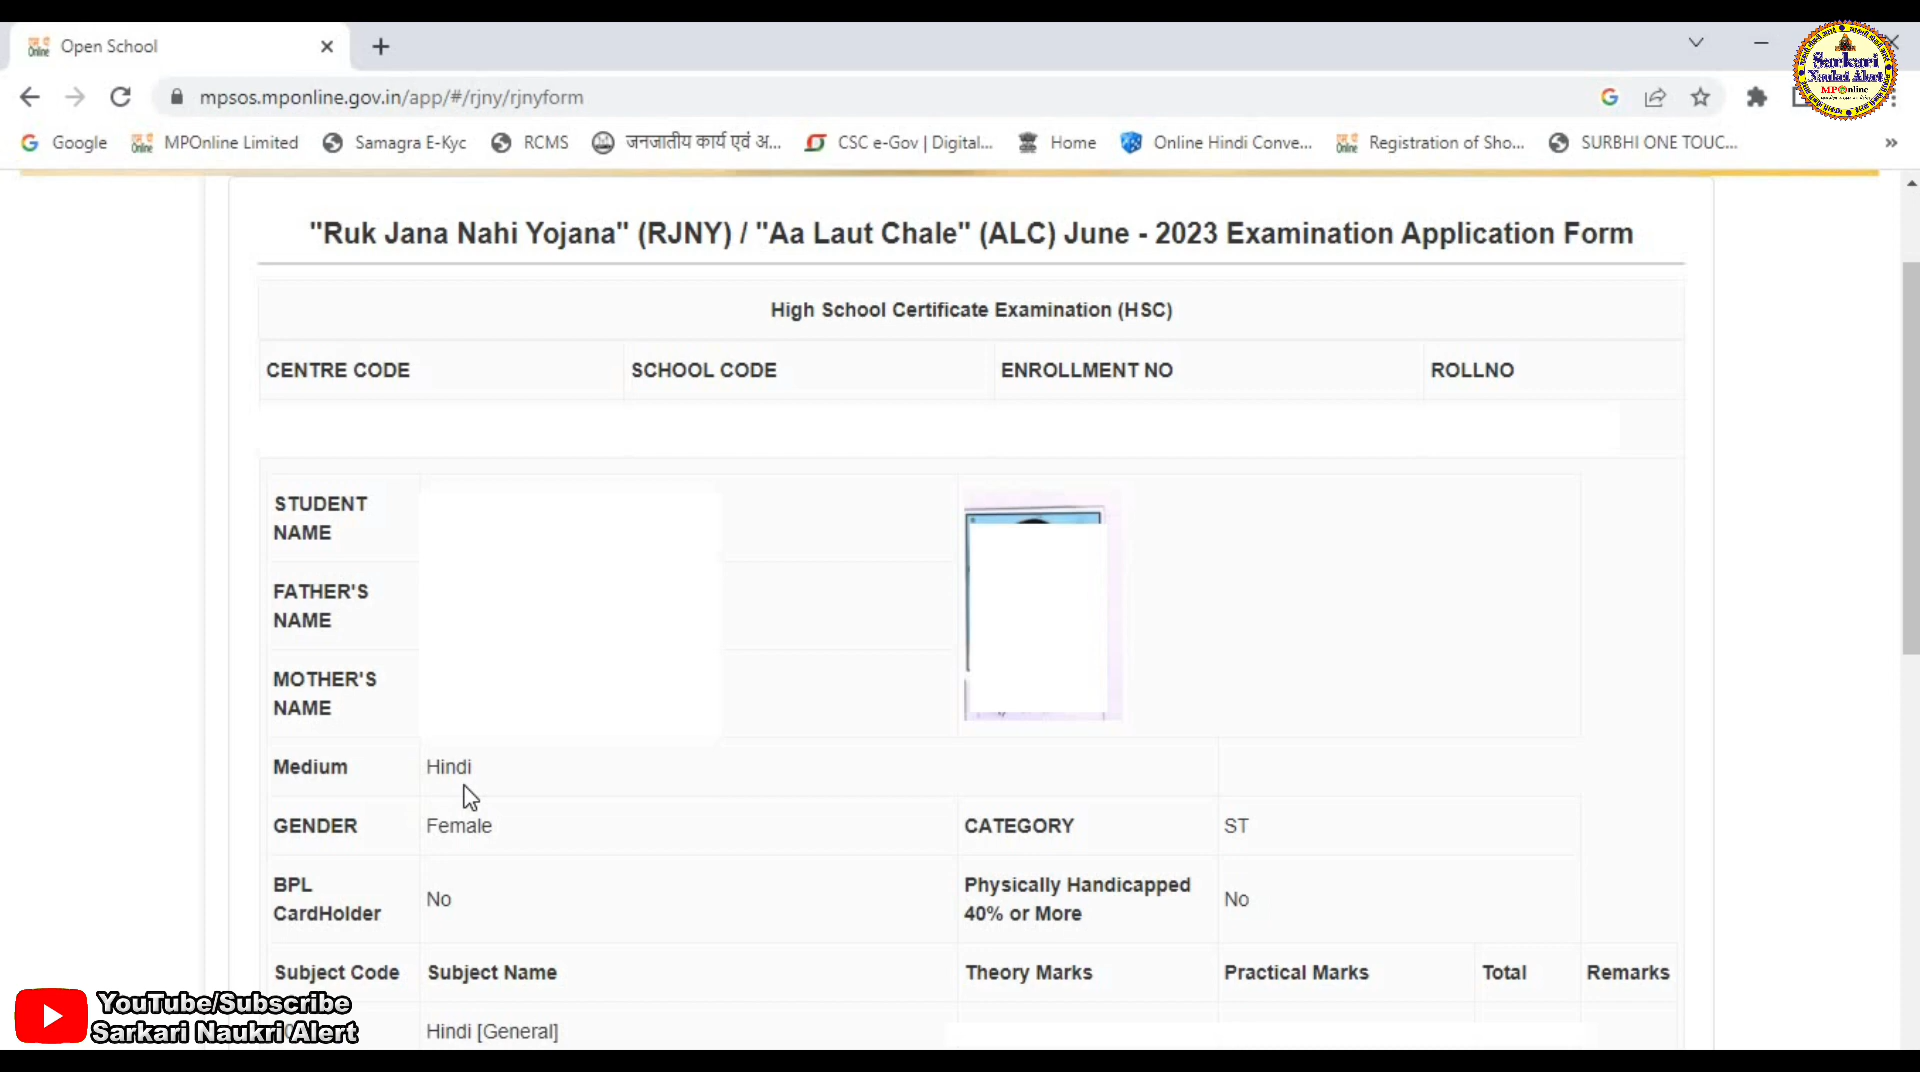 Open School
mpsos.mponline.gov.in/app/#/rjny/rjnyform
Google MPOnline Limited Samagra E-Kyc RCMS जनजातीय कार्य एवं अ... CSC e-Gov | Digital... Home Online Hindi Conve... Registration of Sho... SURBHI ONE TOUC... »
"Ruk Jana Nahi Yojana" (RJNY) / "Aa Laut Chale" (ALC) June - 2023 Examination Application Form
High School Certificate Examination (HSC)
CENTRE CODE SCHOOL CODE ENROLLMENT NO ROLLNO
STUDENT
NAME
FATHER'S
NAME
MOTHER'S
NAME
Medium Hindi
GENDER Female CATEGORY ST
BPL
CardHolder
No
Physically Handicapped
40% or More
No
Subject Code Subject Name Theory Marks Practical Marks Total Remarks
Hindi [General]
YouTube/Subscribe
Sarkari Naukri Alert
Sarkari
Naukri Alert
MPOnline